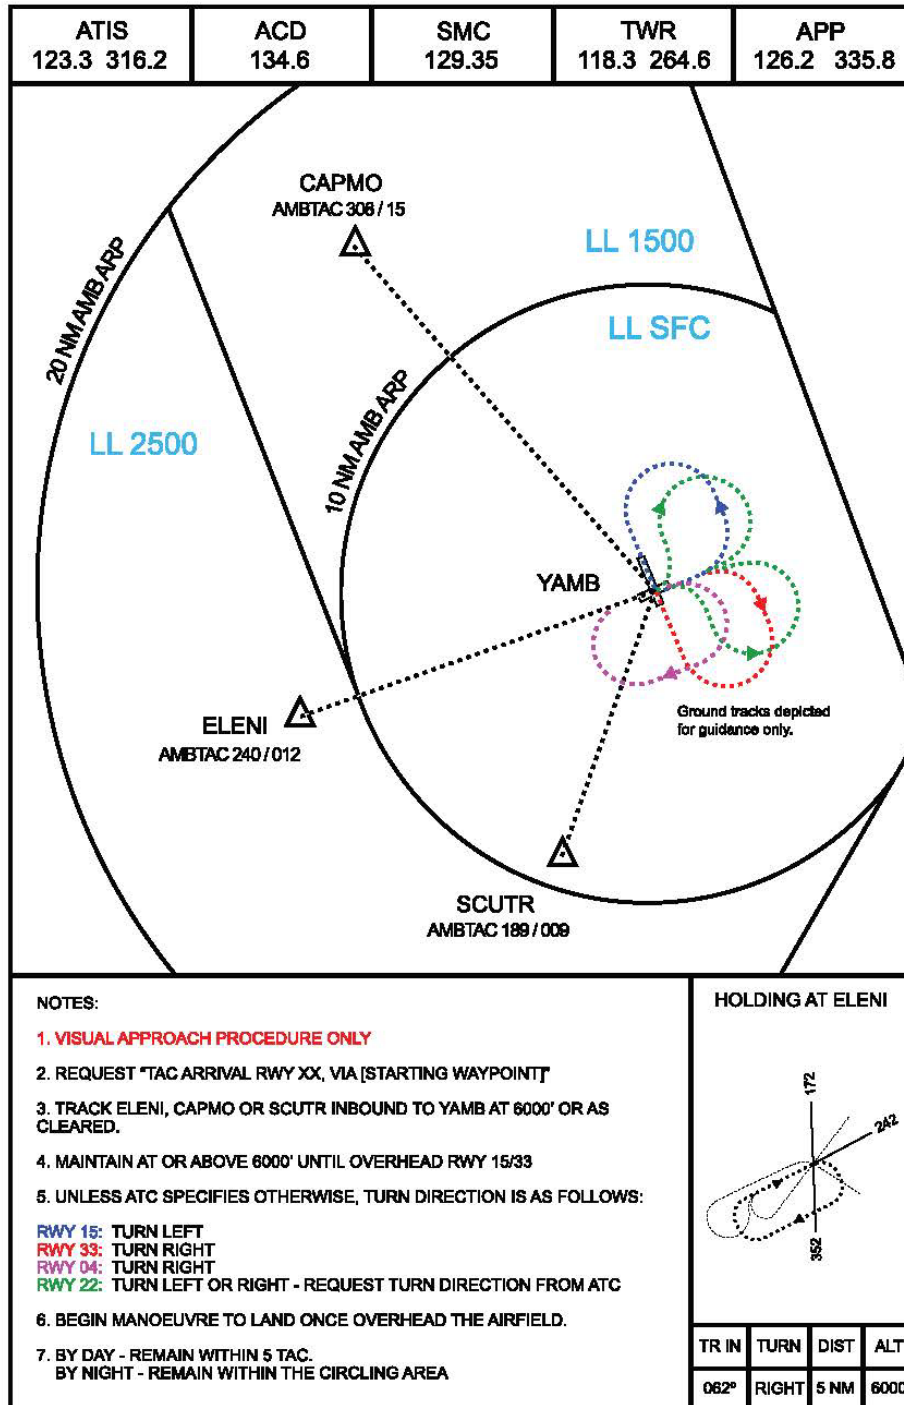 ATIS
123.3 316.2
ACD
134.6
SMC
129.35
TWR
118.3 264.6
APP
126.2 335.8
CAPMO
AMBTAC 306 / 15
LL 1500
LL SFC
20 NM AMB ARP
10 NM AMB ARP
LL 2500
YAMB
ELENI
AMBTAC 240 / 012
Ground tracks depicted
for guidance only.
SCUTR
AMBTAC 189 / 009
NOTES:
1. VISUAL APPROACH PROCEDURE ONLY
2. REQUEST "TAC ARRIVAL RWY XX, VIA [STARTING WAYPOINT]"
3. TRACK ELENI, CAPMO OR SCUTR INBOUND TO YAMB AT 6000' OR AS
CLEARED.
4. MAINTAIN AT OR ABOVE 6000' UNTIL OVERHEAD RWY 15/33
5. UNLESS ATC SPECIFIES OTHERWISE, TURN DIRECTION IS AS FOLLOWS:
RWY 15: TURN LEFT
RWY 33: TURN RIGHT
RWY 04: TURN RIGHT
RWY 22: TURN LEFT OR RIGHT - REQUEST TURN DIRECTION FROM ATC
6. BEGIN MANOEUVRE TO LAND ONCE OVERHEAD THE AIRFIELD.
7. BY DAY - REMAIN WITHIN 5 TAC.
BY NIGHT - REMAIN WITHIN THE CIRCLING AREA
HOLDING AT ELENI
172
242
352
TR IN TURN DIST ALT
062° RIGHT 5 NM 6000